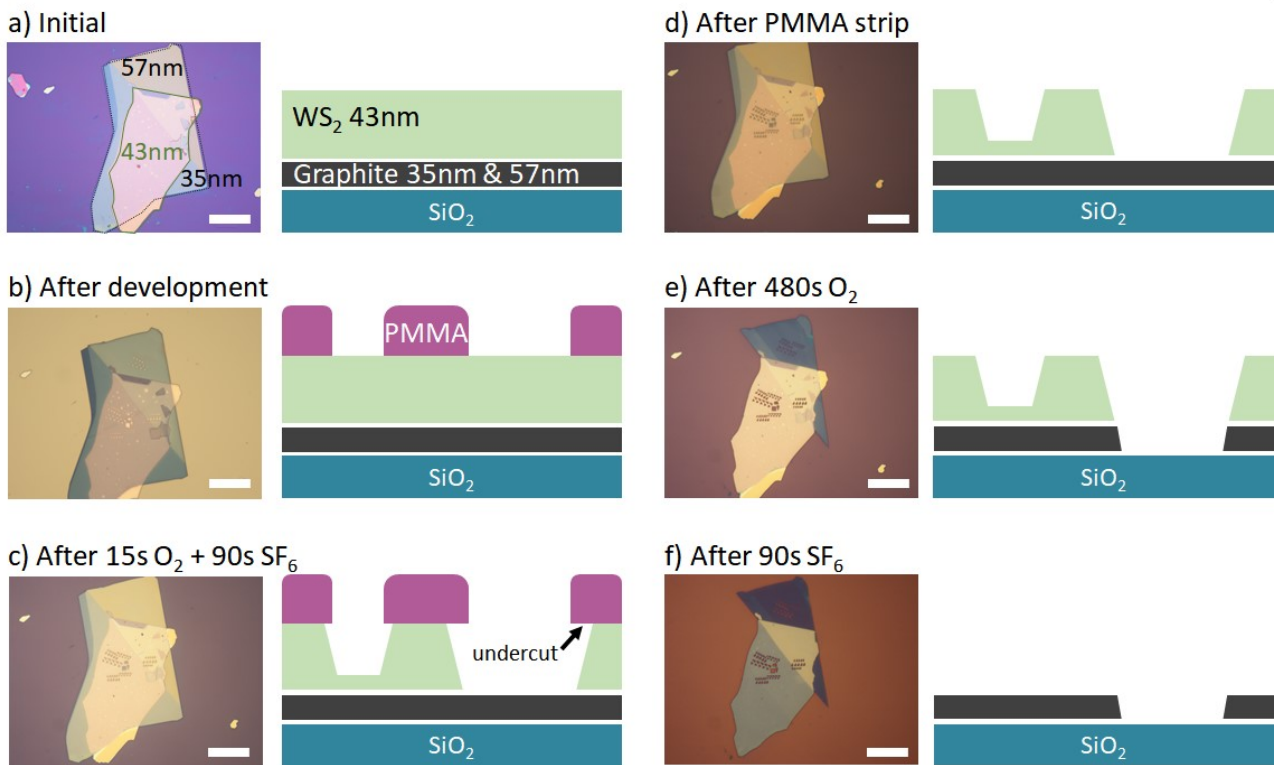 a) Initial
57nm
43nm
35nm
WS₂ 43nm
Graphite 35nm & 57nm
SiO₂
b) After development
PMMA
SiO₂
c) After 15s O₂ + 90s SF₆
undercut
SiO₂
d) After PMMA strip
SiO₂
e) After 480s O₂
SiO₂
f) After 90s SF₆
SiO₂